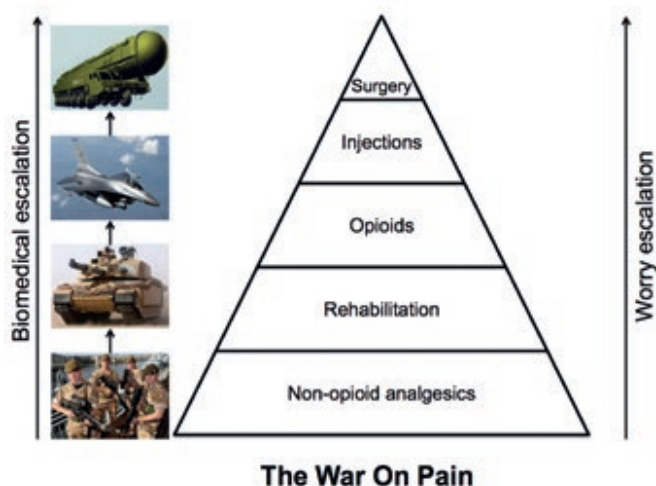 Biomedical escalation
Surgery
Injections
Opioids
Rehabilitation
Non-opioid analgesics
Worry escalation
The War On Pain